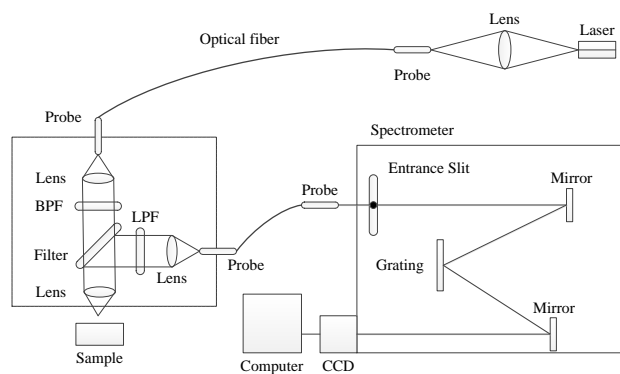 Lens
Laser
Optical fiber
Probe
Probe
Spectrometer
Lens
Entrance Slit
Probe
Mirror
BPF
LPF
Filter
Probe
Grating
Lens
Lens
Mirror
Sample
Computer
CCD